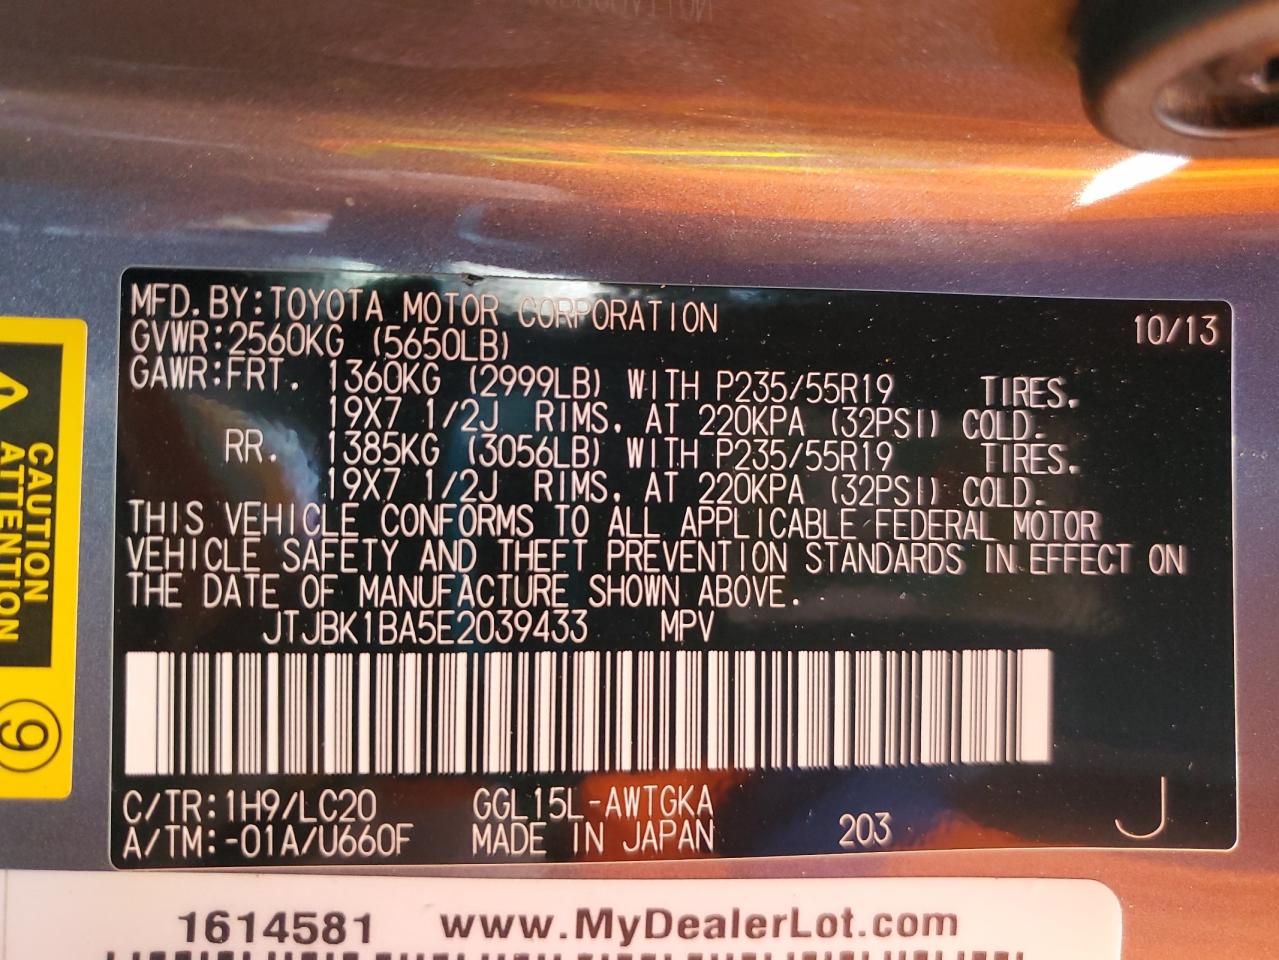 MFD.BY:TOYOTA MOTOR CORPORATION 10/13
GVWR:2560KG (5650LB)
GAWR:FRT. 1360KG (2999LB) WITH P235/55R19 TIRES.
19X7 1/2J RIMS, AT 220KPA (32PSI) COLD.
RR. 1385KG (3056LB) WITH P235/55R19 TIRES.
19X7 1/2J RIMS, AT 220KPA (32PSI) COLD.
THIS VEHICLE CONFORMS TO ALL APPLICABLE FEDERAL MOTOR
VEHICLE SAFETY AND THEFT PREVENTION STANDARDS IN EFFECT ON
THE DATE OF MANUFACTURE SHOWN ABOVE.
JTJBK1BA5E2039433 MPV
C/TR:1H9/LC20 GGL15L-AWTGKA
A/TM:-01A/U660F MADE IN JAPAN 203 J
CAUTION
ATTENTION
9
1614581 www.MyDealerLot.com